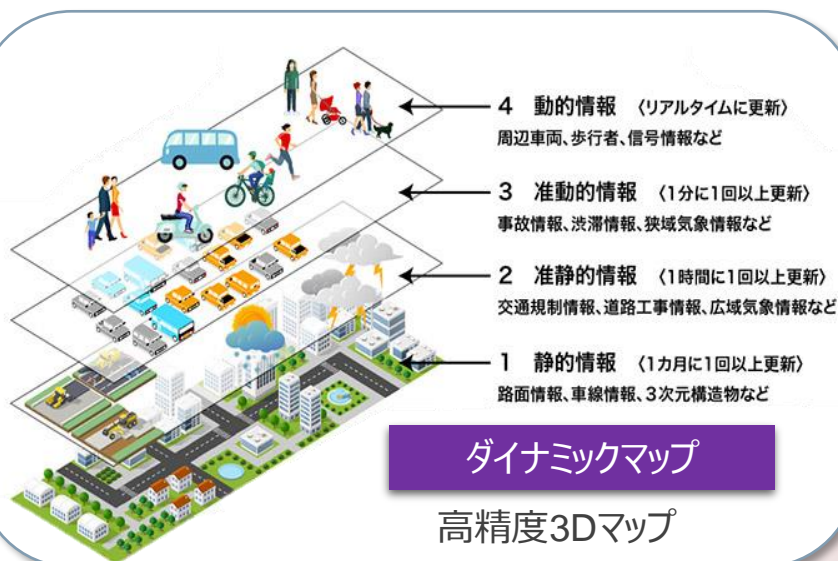 4 動的情報 〈リアルタイムに更新〉
周辺車両、歩行者、信号情報など
3 准動的情報 〈1分に1回以上更新〉
事故情報、渋滞情報、狭域気象情報など
2 准静的情報 〈1時間に1回以上更新〉
交通規制情報、道路工事情報、広域気象情報など
1 静的情報 〈1カ月に1回以上更新〉
路面情報、車線情報、3次元構造物など
ダイナミックマップ
高精度3Dマップ